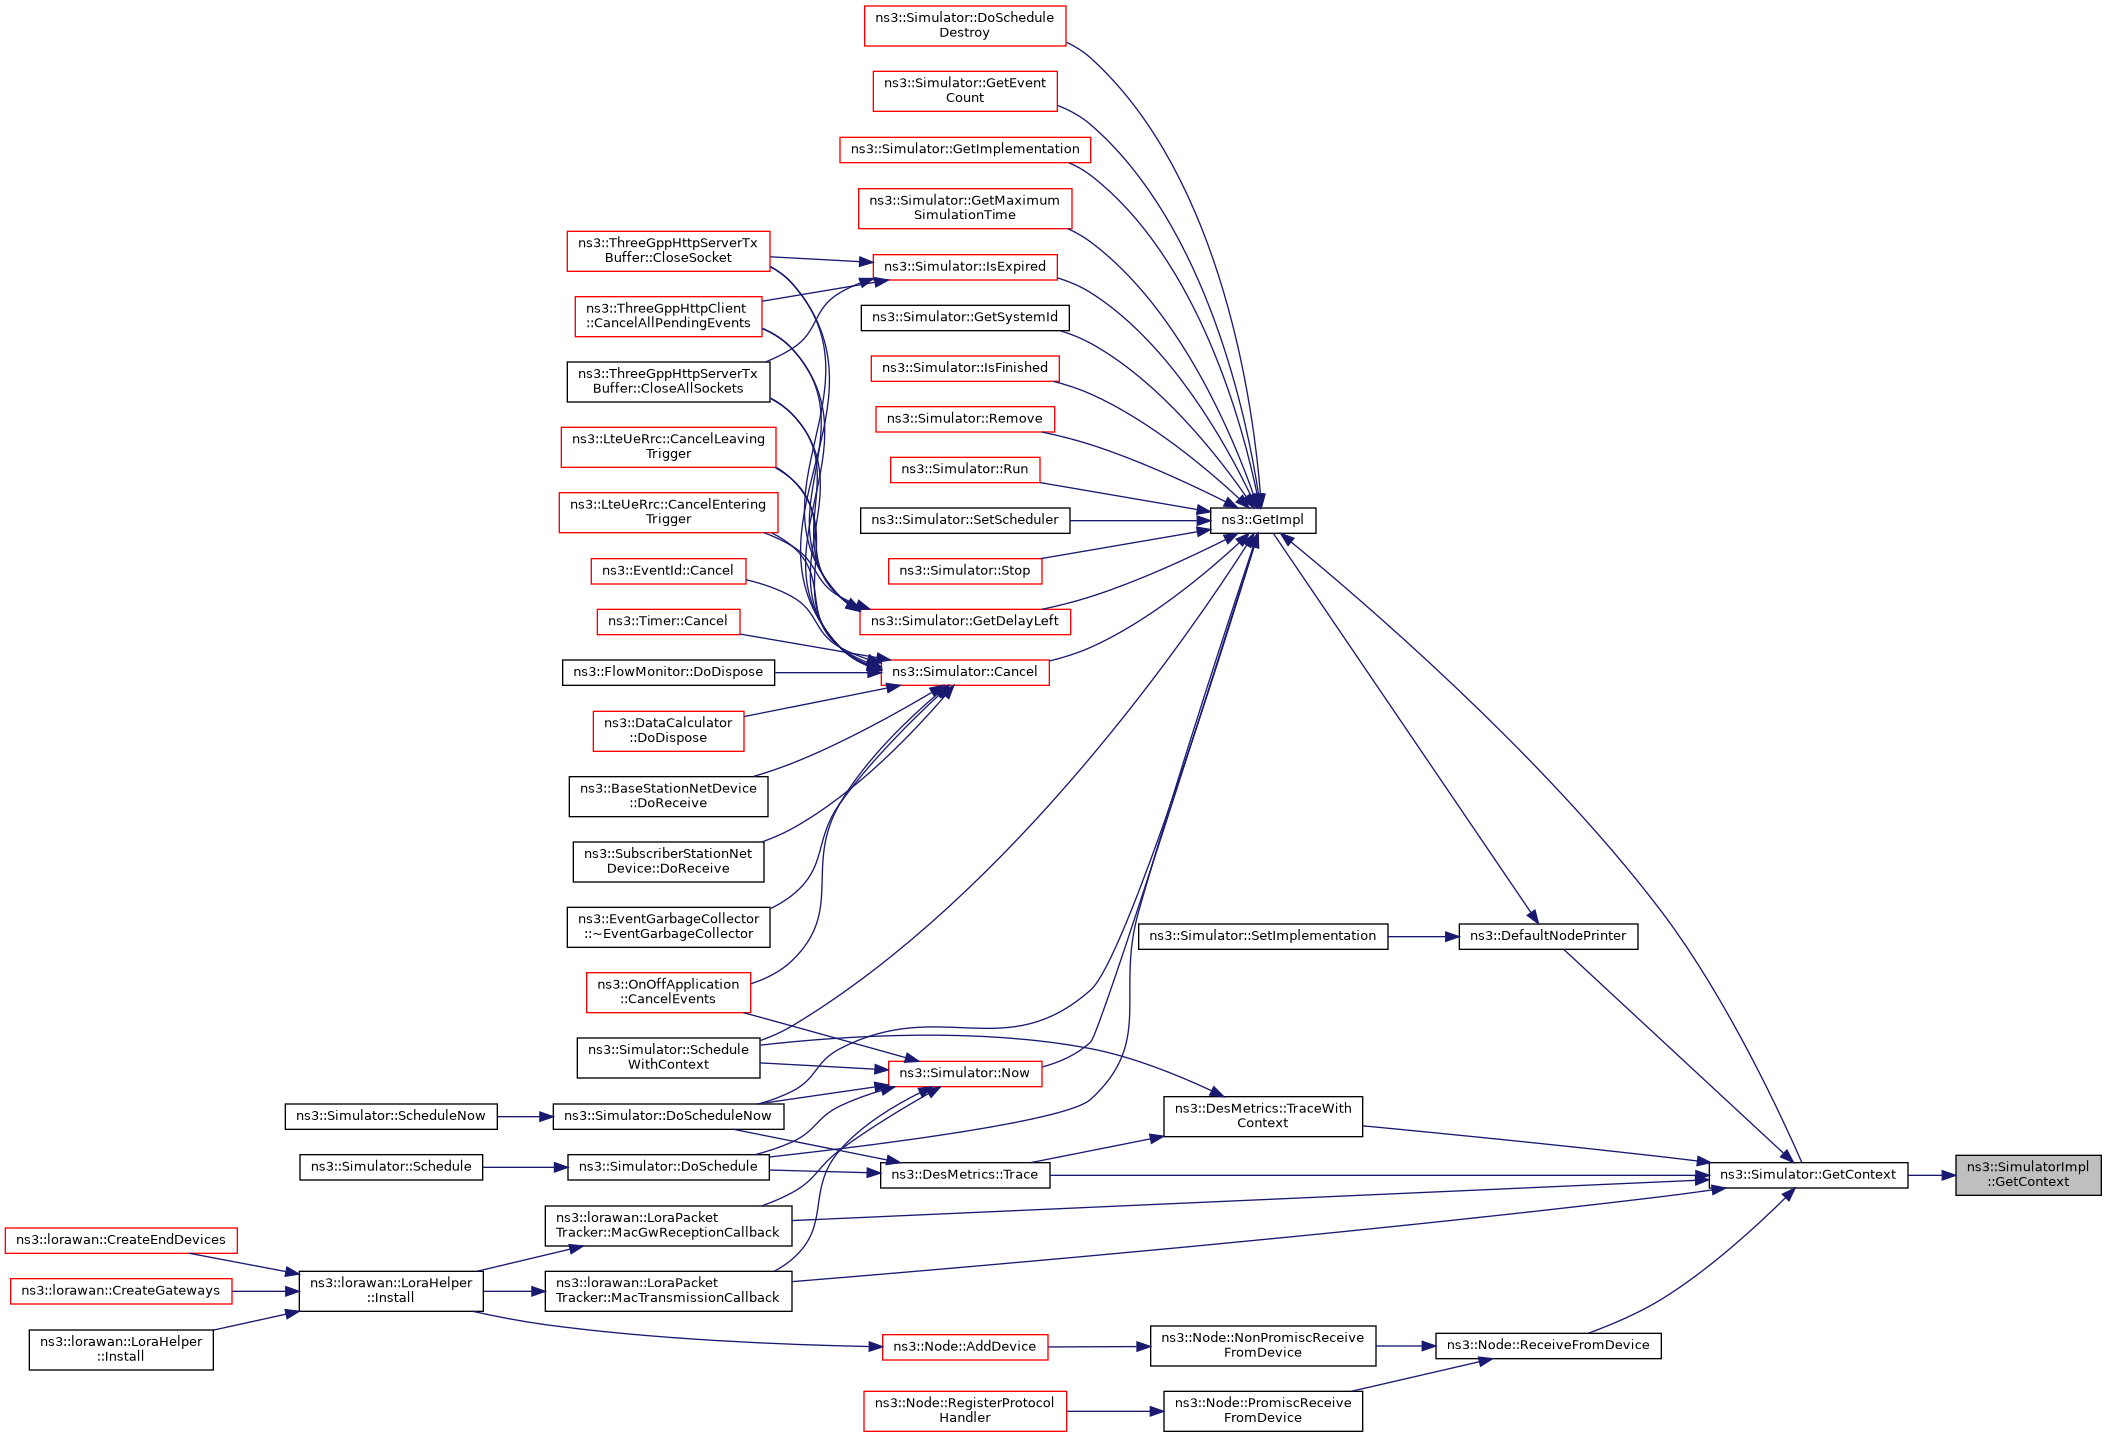 ns3::Simulator::DoSchedule
Destroy
ns3::Simulator::GetEvent
Count
ns3::Simulator::GetImplementation
ns3::Simulator::GetMaximum
SimulationTime
ns3::ThreeGppHttpServerTx
Buffer::CloseSocket
ns3::Simulator::IsExpired
ns3::ThreeGppHttpClient
::CancelAllPendingEvents
ns3::Simulator::GetSystemId
ns3::ThreeGppHttpServerTx
Buffer::CloseAllSockets
ns3::Simulator::IsFinished
ns3::Simulator::Remove
ns3::LteUeRrc::CancelLeaving
Trigger
ns3::Simulator::Run
ns3::LteUeRrc::CancelEntering
Trigger
ns3::Simulator::SetScheduler
ns3::GetImpl
ns3::EventId::Cancel
ns3::Simulator::Stop
ns3::Timer::Cancel
ns3::Simulator::GetDelayLeft
ns3::FlowMonitor::DoDispose
ns3::Simulator::Cancel
ns3::DataCalculator
::DoDispose
ns3::BaseStationNetDevice
::DoReceive
ns3::SubscriberStationNet
Device::DoReceive
ns3::EventGarbageCollector
::~EventGarbageCollector
ns3::Simulator::SetImplementation
ns3::DefaultNodePrinter
ns3::OnOffApplication
::CancelEvents
ns3::Simulator::Schedule
WithContext
ns3::Simulator::Now
ns3::Simulator::ScheduleNow
ns3::Simulator::DoScheduleNow
ns3::DesMetrics::TraceWith
Context
ns3::Simulator::Schedule
ns3::Simulator::DoSchedule
ns3::DesMetrics::Trace
ns3::Simulator::GetContext
ns3::SimulatorImpl
::GetContext
ns3::lorawan::LoraPacket
Tracker::MacGwReceptionCallback
ns3::lorawan::CreateEndDevices
ns3::lorawan::CreateGateways
ns3::lorawan::LoraHelper
::Install
ns3::lorawan::LoraPacket
Tracker::MacTransmissionCallback
ns3::lorawan::LoraHelper
::Install
ns3::Node::AddDevice
ns3::Node::NonPromiscReceive
FromDevice
ns3::Node::ReceiveFromDevice
ns3::Node::RegisterProtocol
Handler
ns3::Node::PromiscReceive
FromDevice